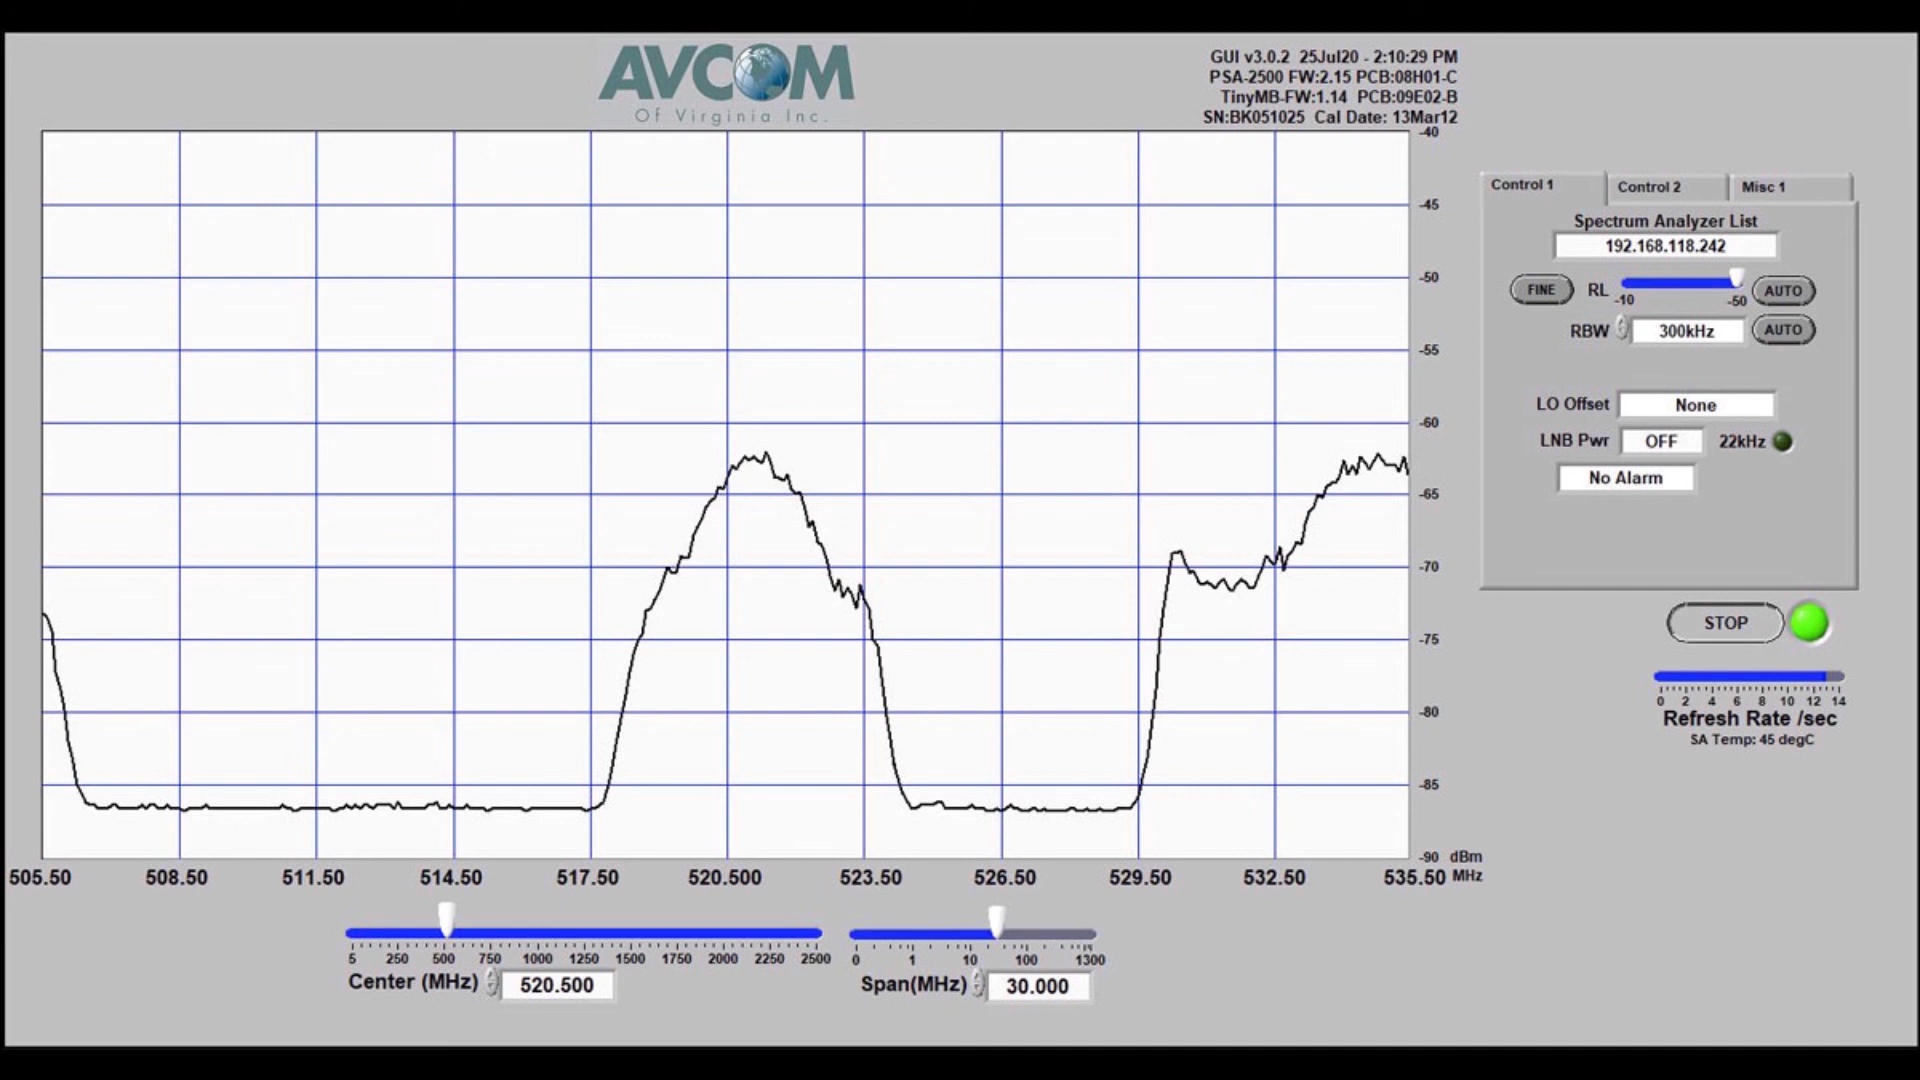 AVCOM
Of Virginia Inc.
GUI v3.0.2 25Jul20 - 2:10:29 PM
PSA-2500 FW:2.15 PCB:08H01-C
TinyMB-FW:1.14 PCB:09E02-B
SN:BK051025 Cal Date: 13Mar12
-40
-45
-50
-55
-60
-65
-70
-75
-80
-85
-90 dBm
505.50 508.50 511.50 514.50 517.50 520.500 523.50 526.50 529.50 532.50 535.50 MHz
5 250 500 750 1000 1250 1500 1750 2000 2250 2500
Center (MHz) 520.500
0 1 10 100 1300
Span(MHz) 30.000
Control 1 Control 2 Misc 1
Spectrum Analyzer List
192.168.118.242
FINE RL -10 -50 AUTO
RBW 300kHz AUTO
LO Offset None
LNB Pwr OFF 22kHz
No Alarm
STOP
0 2 4 6 8 10 12 14
Refresh Rate /sec
SA Temp: 45 degC